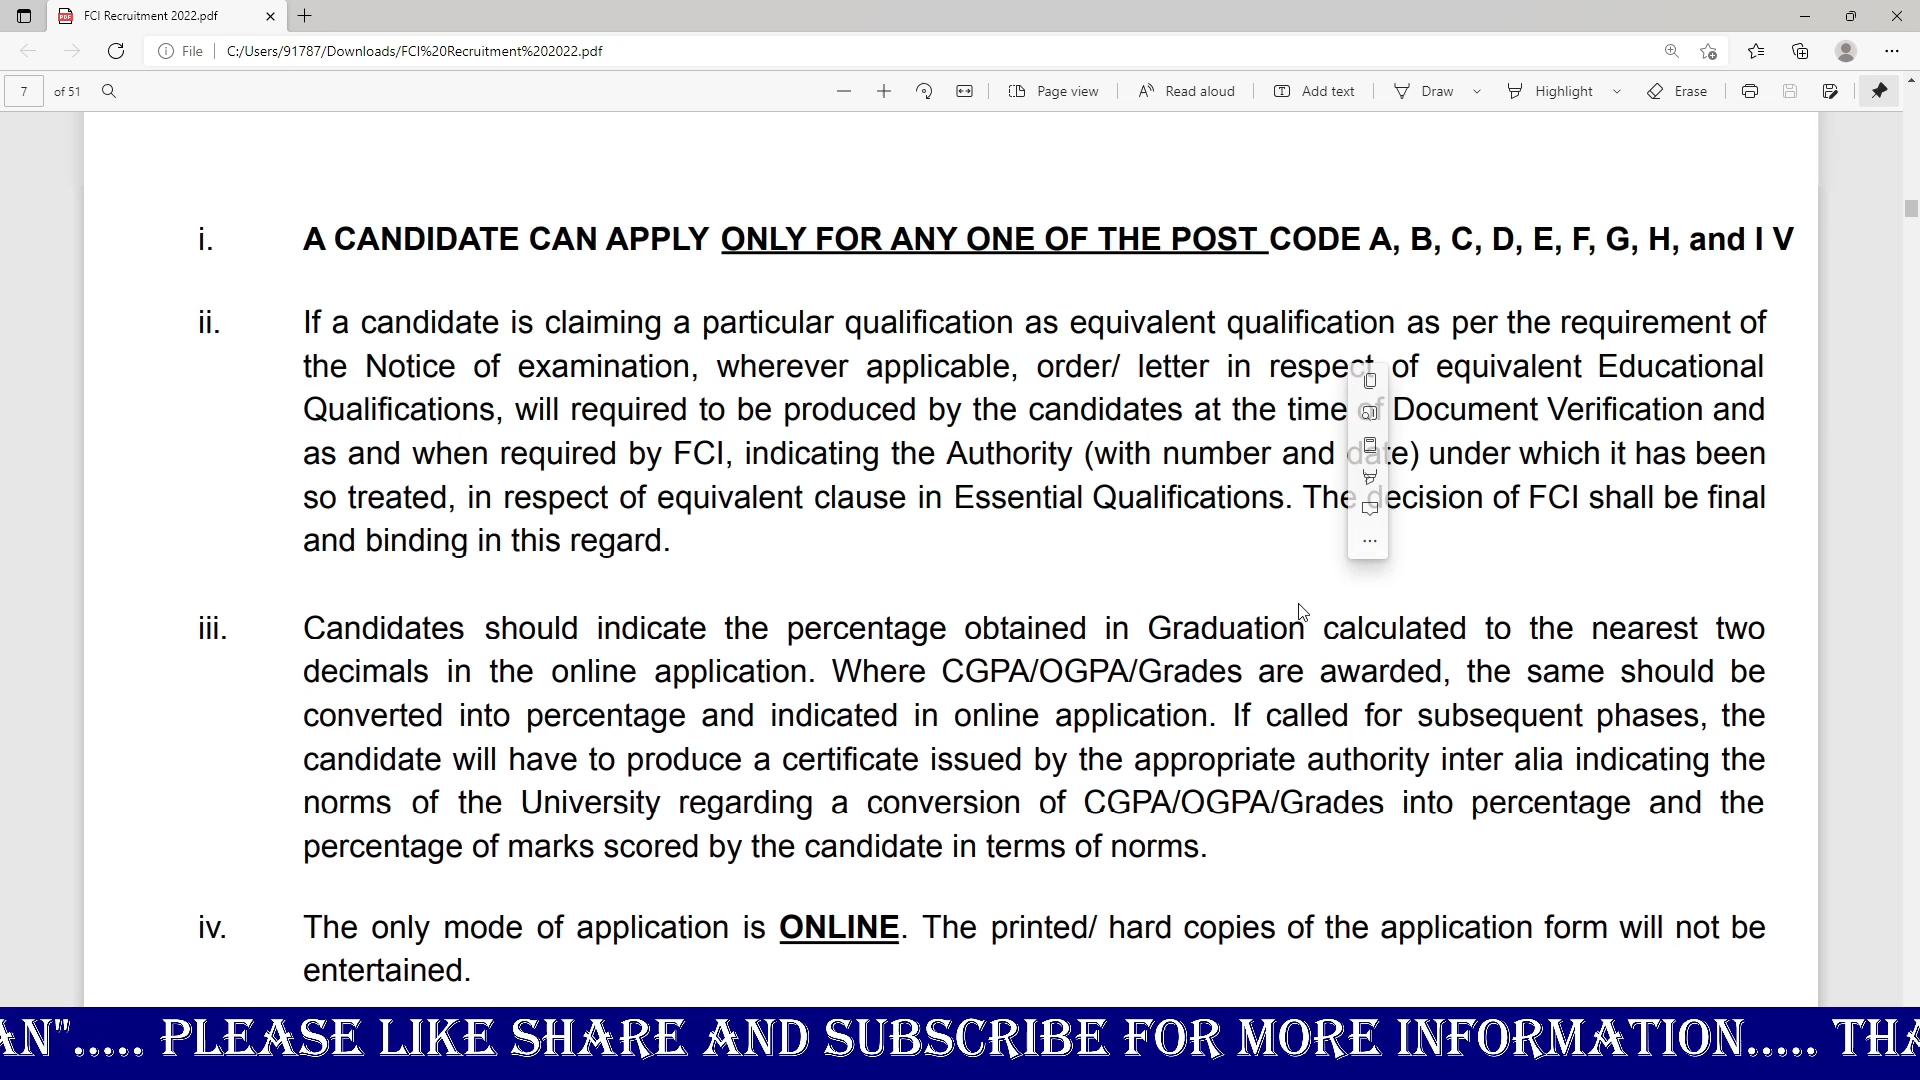 FCI Recruitment 2022.pdf
File C:/Users/91787/Downloads/FCI%20Recruitment%202022.pdf
7 of 51 Page view Read aloud Add text Draw Highlight Erase
i. A CANDIDATE CAN APPLY ONLY FOR ANY ONE OF THE POST CODE A, B, C, D, E, F, G, H, and I V
ii. If a candidate is claiming a particular qualification as equivalent qualification as per the requirement of
the Notice of examination, wherever applicable, order/ letter in respect of equivalent Educational
Qualifications, will required to be produced by the candidates at the time of Document Verification and
as and when required by FCI, indicating the Authority (with number and date) under which it has been
so treated, in respect of equivalent clause in Essential Qualifications. The decision of FCI shall be final
and binding in this regard.
iii. Candidates should indicate the percentage obtained in Graduation calculated to the nearest two
decimals in the online application. Where CGPA/OGPA/Grades are awarded, the same should be
converted into percentage and indicated in online application. If called for subsequent phases, the
candidate will have to produce a certificate issued by the appropriate authority inter alia indicating the
norms of the University regarding a conversion of CGPA/OGPA/Grades into percentage and the
percentage of marks scored by the candidate in terms of norms.
iv. The only mode of application is ONLINE. The printed/ hard copies of the application form will not be
entertained.
AN"..... PLEASE LIKE SHARE AND SUBSCRIBE FOR MORE INFORMATION..... THA